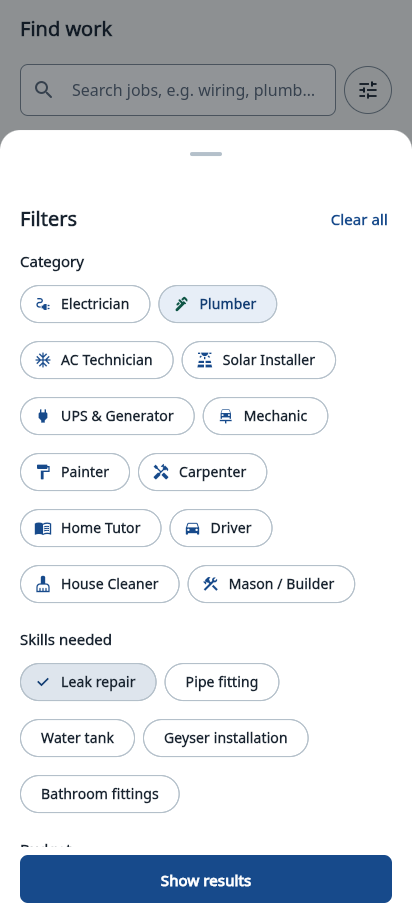 Find work
Search jobs, e.g. wiring, plumb...
Filters
Clear all
Category
Electrician
Plumber
AC Technician
Solar Installer
UPS & Generator
Mechanic
Painter
Carpenter
Home Tutor
Driver
House Cleaner
Mason / Builder
Skills needed
Leak repair
Pipe fitting
Water tank
Geyser installation
Bathroom fittings
Show results